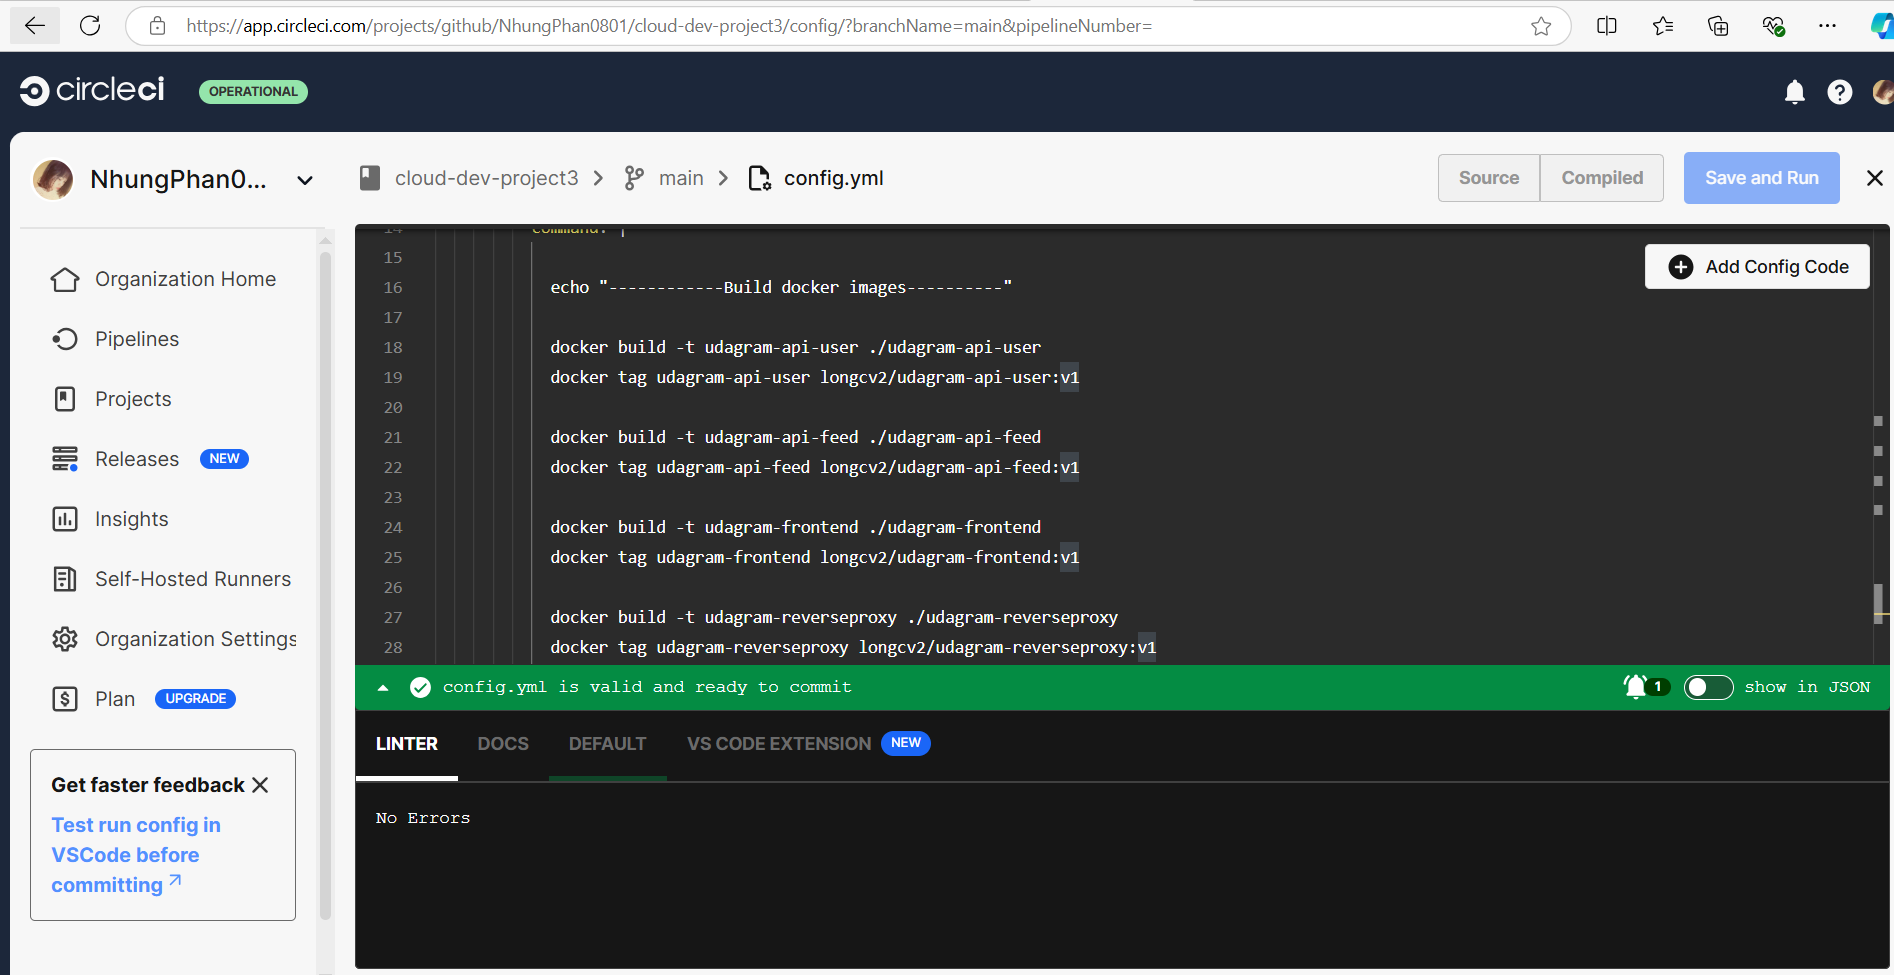 https://app.circleci.com/projects/github/NhungPhan0801/cloud-dev-project3/config/?branchName=main&pipelineNumber=
circleci
OPERATIONAL
NhungPhan0...
cloud-dev-project3
main
config.yml
Source
Compiled
Save and Run
Organization Home
Pipelines
Projects
Releases NEW
Insights
Self-Hosted Runners
Organization Settings
Plan UPGRADE
Get faster feedback
Test run config in
VSCode before
committing
Add Config Code
14 command: |
15
16 echo "------------Build docker images----------"
17
18 docker build -t udagram-api-user ./udagram-api-user
19 docker tag udagram-api-user longcv2/udagram-api-user:v1
20
21 docker build -t udagram-api-feed ./udagram-api-feed
22 docker tag udagram-api-feed longcv2/udagram-api-feed:v1
23
24 docker build -t udagram-frontend ./udagram-frontend
25 docker tag udagram-frontend longcv2/udagram-frontend:v1
26
27 docker build -t udagram-reverseproxy ./udagram-reverseproxy
28 docker tag udagram-reverseproxy longcv2/udagram-reverseproxy:v1
config.yml is valid and ready to commit
1
show in JSON
LINTER
DOCS
DEFAULT
VS CODE EXTENSION NEW
No Errors